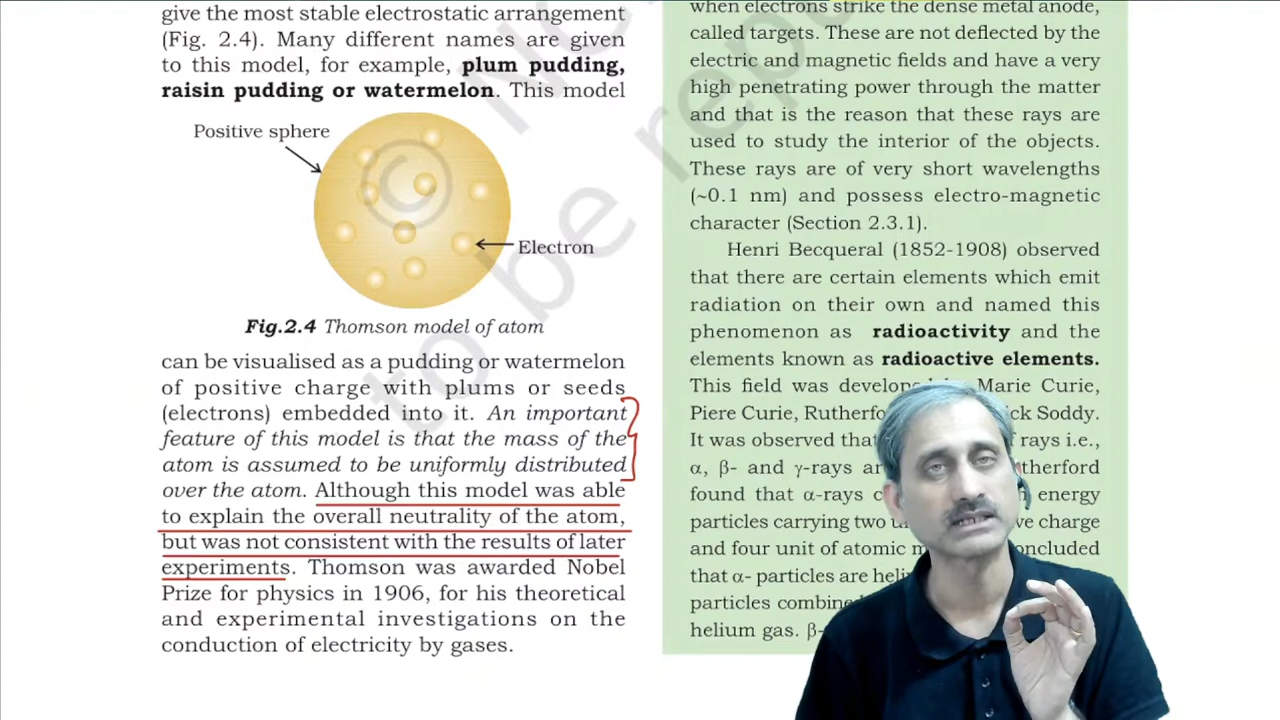 give the most stable electrostatic arrangement
(Fig. 2.4). Many different names are given
to this model, for example, plum pudding,
raisin pudding or watermelon. This model
Positive sphere
Electron
Fig.2.4 Thomson model of atom
can be visualised as a pudding or watermelon
of positive charge with plums or seeds
(electrons) embedded into it. An important
feature of this model is that the mass of the
atom is assumed to be uniformly distributed
over the atom. Although this model was able
to explain the overall neutrality of the atom,
but was not consistent with the results of later
experiments. Thomson was awarded Nobel
Prize for physics in 1906, for his theoretical
and experimental investigations on the
conduction of electricity by gases.
when electrons strike the dense metal anode,
called targets. These are not deflected by the
electric and magnetic fields and have a very
high penetrating power through the matter
and that is the reason that these rays are
used to study the interior of the objects.
These rays are of very short wavelengths
(~0.1 nm) and possess electro-magnetic
character (Section 2.3.1).
Henri Becqueral (1852-1908) observed
that there are certain elements which emit
radiation on their own and named this
phenomenon as radioactivity and the
elements known as radioactive elements.
This field was developed Marie Curie,
Piere Curie, Soddy.
It was observed that rays i.e.,
α, β- and γ-rays
found that α-rays energy
particles carrying two charge
and four unit of atomic
that α- particles are
particles combined
helium gas. β-
© NC
to be repu